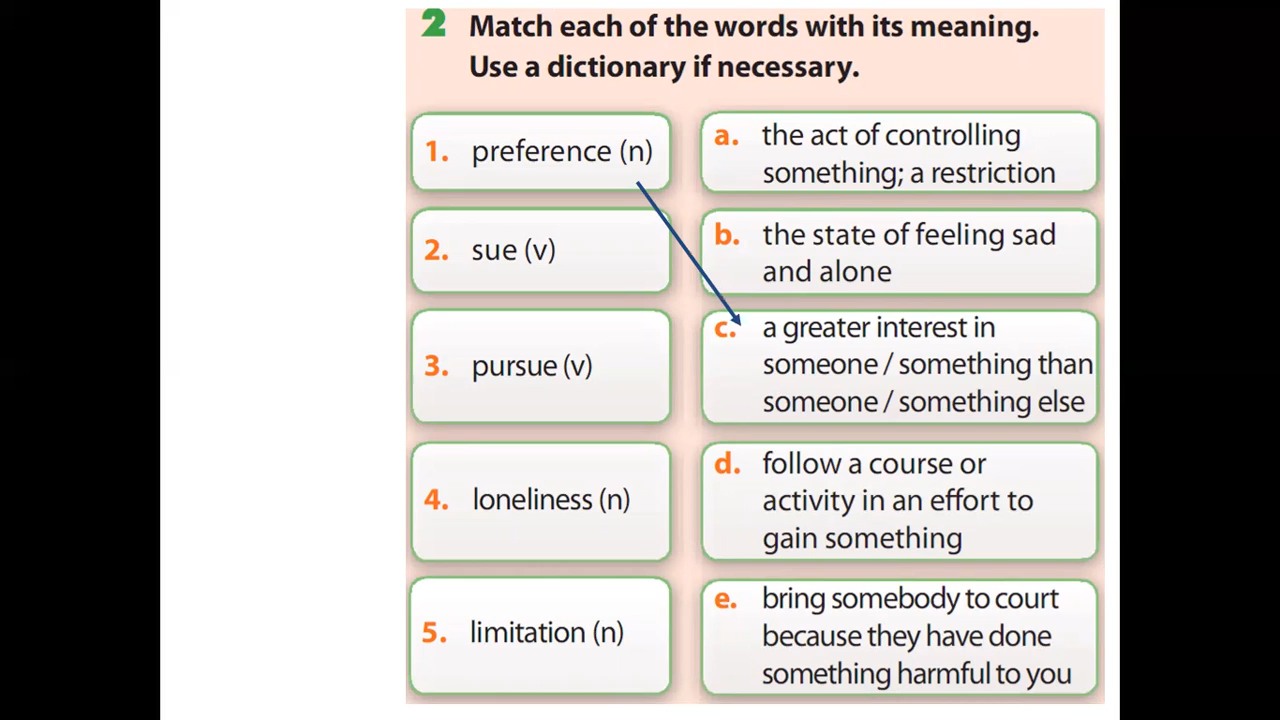 2 Match each of the words with its meaning.
Use a dictionary if necessary.
1. preference (n)
2. sue (v)
3. pursue (v)
4. loneliness (n)
5. limitation (n)
a. the act of controlling
something; a restriction
b. the state of feeling sad
and alone
c. a greater interest in
someone / something than
someone / something else
d. follow a course or
activity in an effort to
gain something
e. bring somebody to court
because they have done
something harmful to you